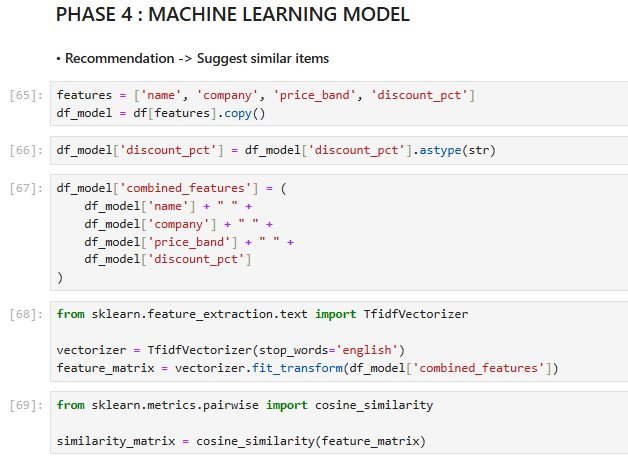 PHASE 4 : MACHINE LEARNING MODEL
• Recommendation -> Suggest similar items
[65]: features = ['name', 'company', 'price_band', 'discount_pct']
df_model = df[features].copy()
[66]: df_model['discount_pct'] = df_model['discount_pct'].astype(str)
[67]: df_model['combined_features'] = (
    df_model['name'] + " " +
    df_model['company'] + " " +
    df_model['price_band'] + " " +
    df_model['discount_pct']
)
[68]: from sklearn.feature_extraction.text import TfidfVectorizer
vectorizer = TfidfVectorizer(stop_words='english')
feature_matrix = vectorizer.fit_transform(df_model['combined_features'])
[69]: from sklearn.metrics.pairwise import cosine_similarity
similarity_matrix = cosine_similarity(feature_matrix)